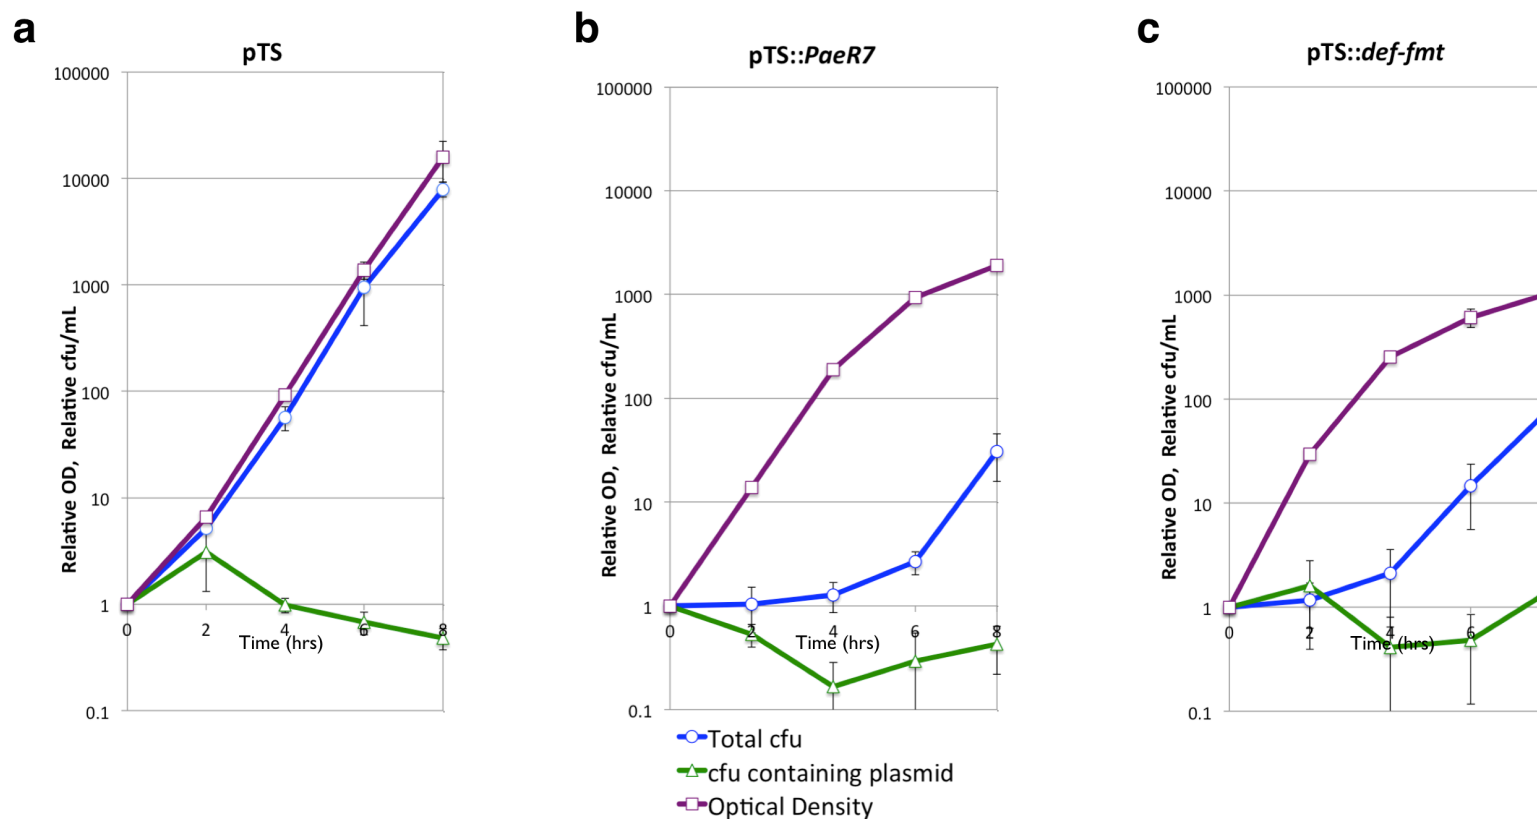 a
pTS
100000
10000
1000
100
10
1
0.1
0
2
4
6
8
Time (hrs)
Relative OD, Relative cfu/mL
b
pTS::PaeR7
100000
10000
1000
100
10
1
0.1
0
2
4
6
8
Time (hrs)
Relative OD, Relative cfu/mL
c
pTS::def-fmt
100000
10000
1000
100
10
1
0.1
0
2
4
6
Time (hrs)
Relative OD, Relative cfu/mL
Total cfu
cfu containing plasmid
Optical Density